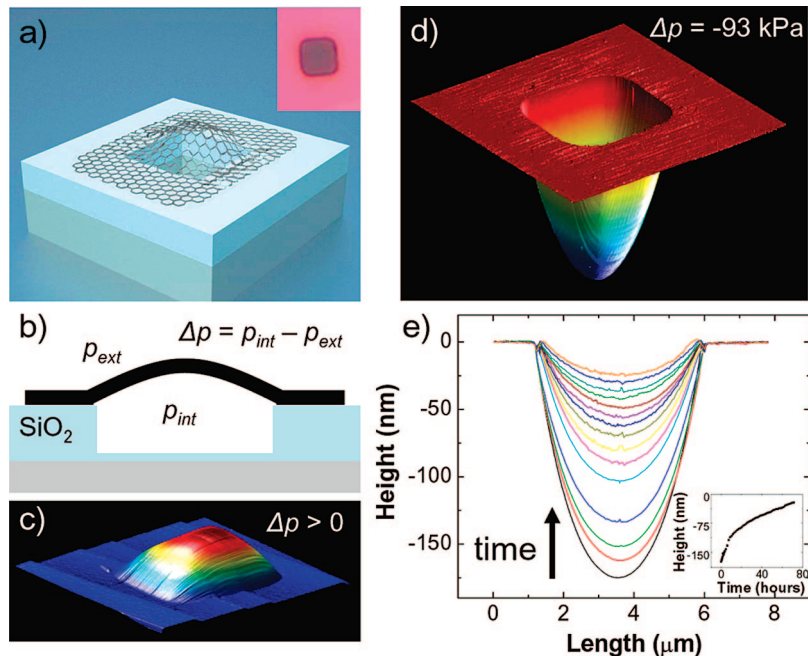 a)
b)
p_ext
Δp = p_int – p_ext
p_int
SiO₂
c)
Δp > 0
d)
Δp = -93 kPa
e)
0
-50
-100
-150
Height (nm)
time
0
2
4
6
8
Length (μm)
0
-75
-150
Height (nm)
0
40
80
Time (hours)